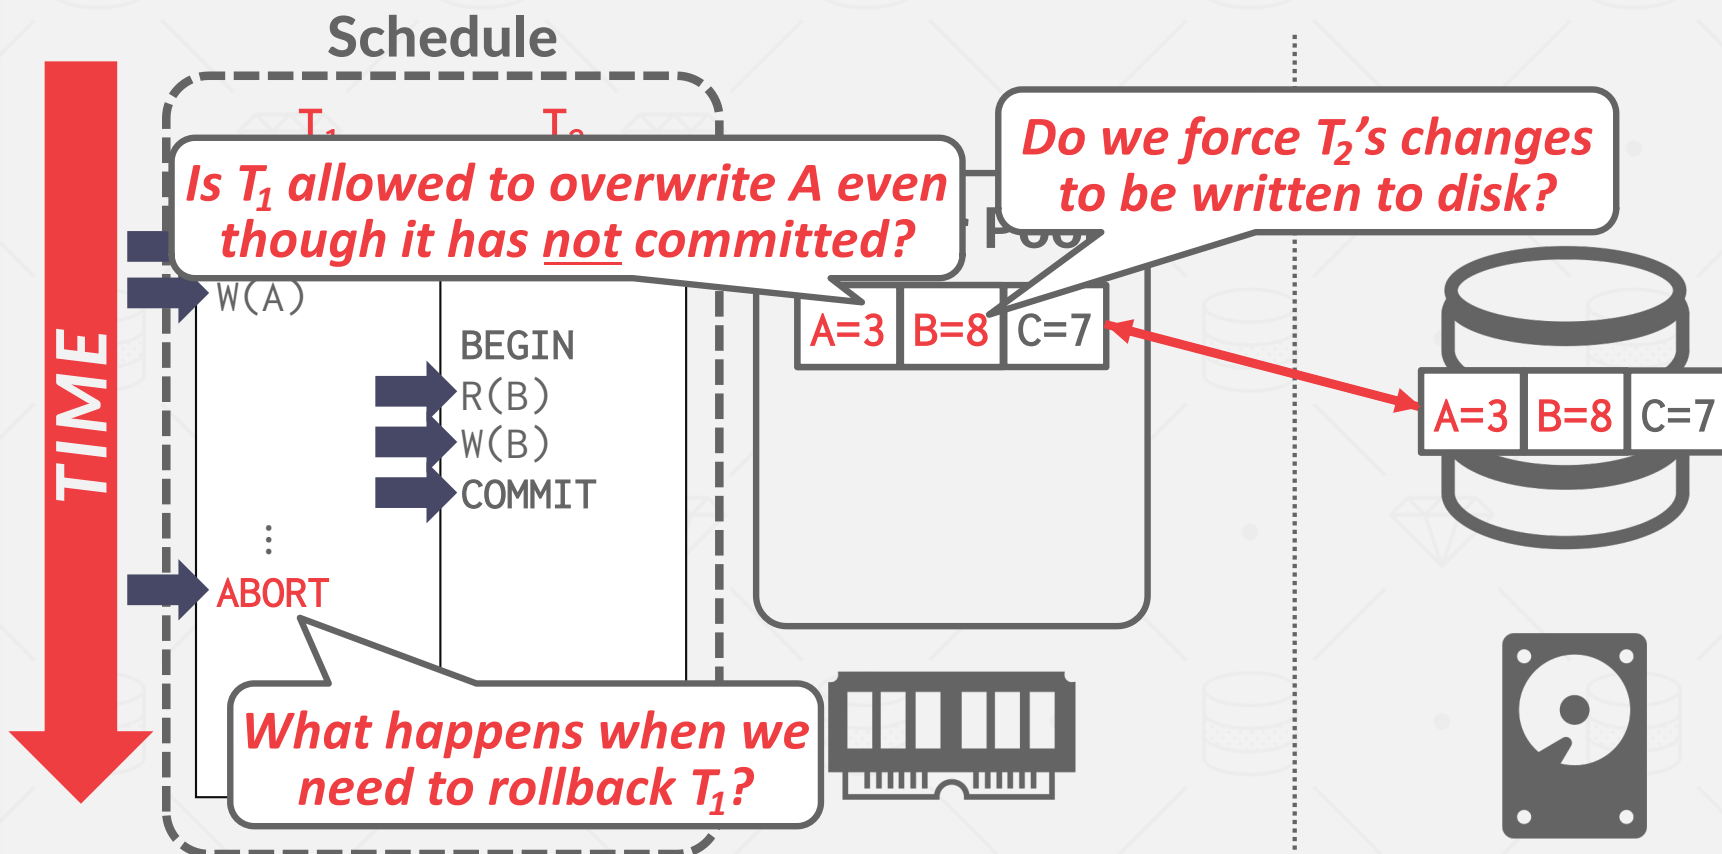 Schedule
T1
Is T1 allowed to overwrite A even
though it has not committed?
Do we force T2's changes
to be written to disk?
TIME
W(A)
BEGIN
R(B)
W(B)
COMMIT
⋮
ABORT
A=3 B=8 C=7
A=3 B=8 C=7
What happens when we
need to rollback T1?